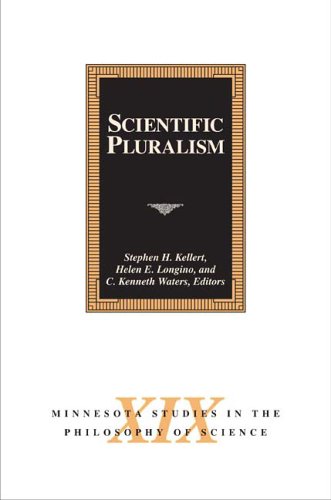 SCIENTIFIC
PLURALISM
Stephen H. Kellert,
Helen E. Longino, and
C. Kenneth Waters, Editors
XIX
MINNESOTA STUDIES IN THE
PHILOSOPHY OF SCIENCE